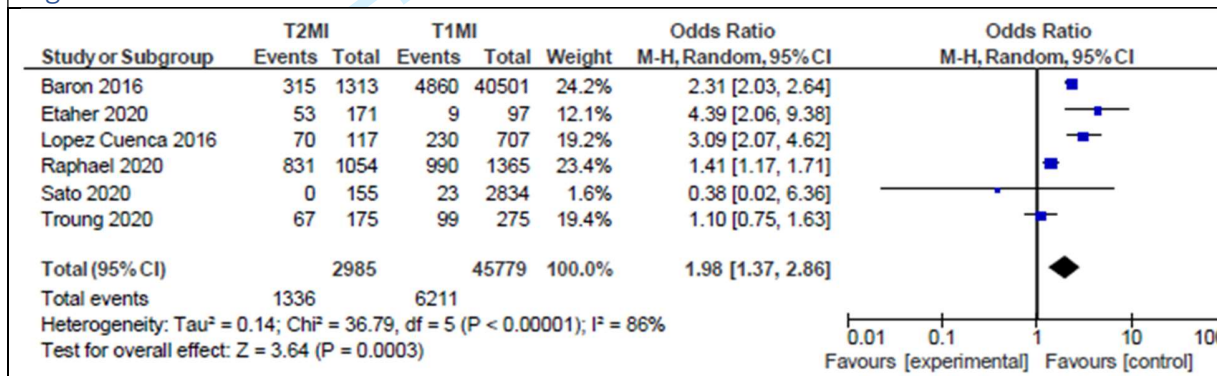 T2MI T1MI Odds Ratio Odds Ratio
Study or Subgroup Events Total Events Total Weight M-H, Random, 95% CI M-H, Random, 95% CI
Baron 2016 315 1313 4860 40501 24.2% 2.31 [2.03, 2.64]
Etaher 2020 53 171 9 97 12.1% 4.39 [2.06, 9.38]
Lopez Cuenca 2016 70 117 230 707 19.2% 3.09 [2.07, 4.62]
Raphael 2020 831 1054 990 1365 23.4% 1.41 [1.17, 1.71]
Sato 2020 0 155 23 2834 1.6% 0.38 [0.02, 6.36]
Troung 2020 67 175 99 275 19.4% 1.10 [0.75, 1.63]
Total (95% CI) 2985 45779 100.0% 1.98 [1.37, 2.86]
Total events 1336 6211
Heterogeneity: Tau² = 0.14; Chi² = 36.79, df = 5 (P < 0.00001); I² = 86%
Test for overall effect: Z = 3.64 (P = 0.0003)
0.01 0.1 1 10 100
Favours [experimental] Favours [control]